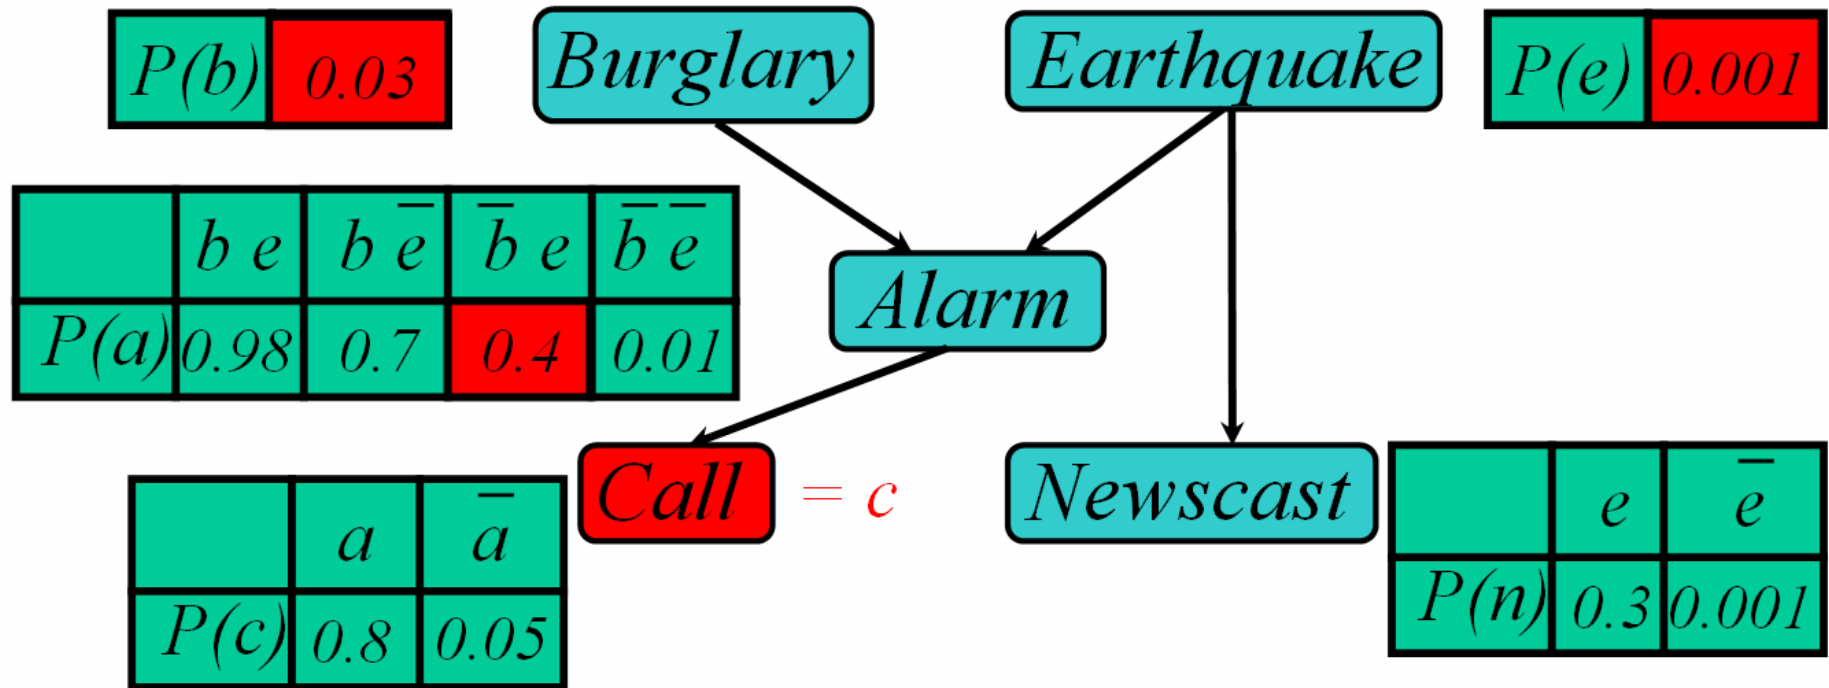 P(b) 0.03
Burglary
Earthquake
P(e) 0.001
b e b e̅ b̅ e b̅ e̅
P(a) 0.98 0.7 0.4 0.01
Alarm
Call = c
Newscast
a a̅
P(c) 0.8 0.05
e e̅
P(n) 0.3 0.001